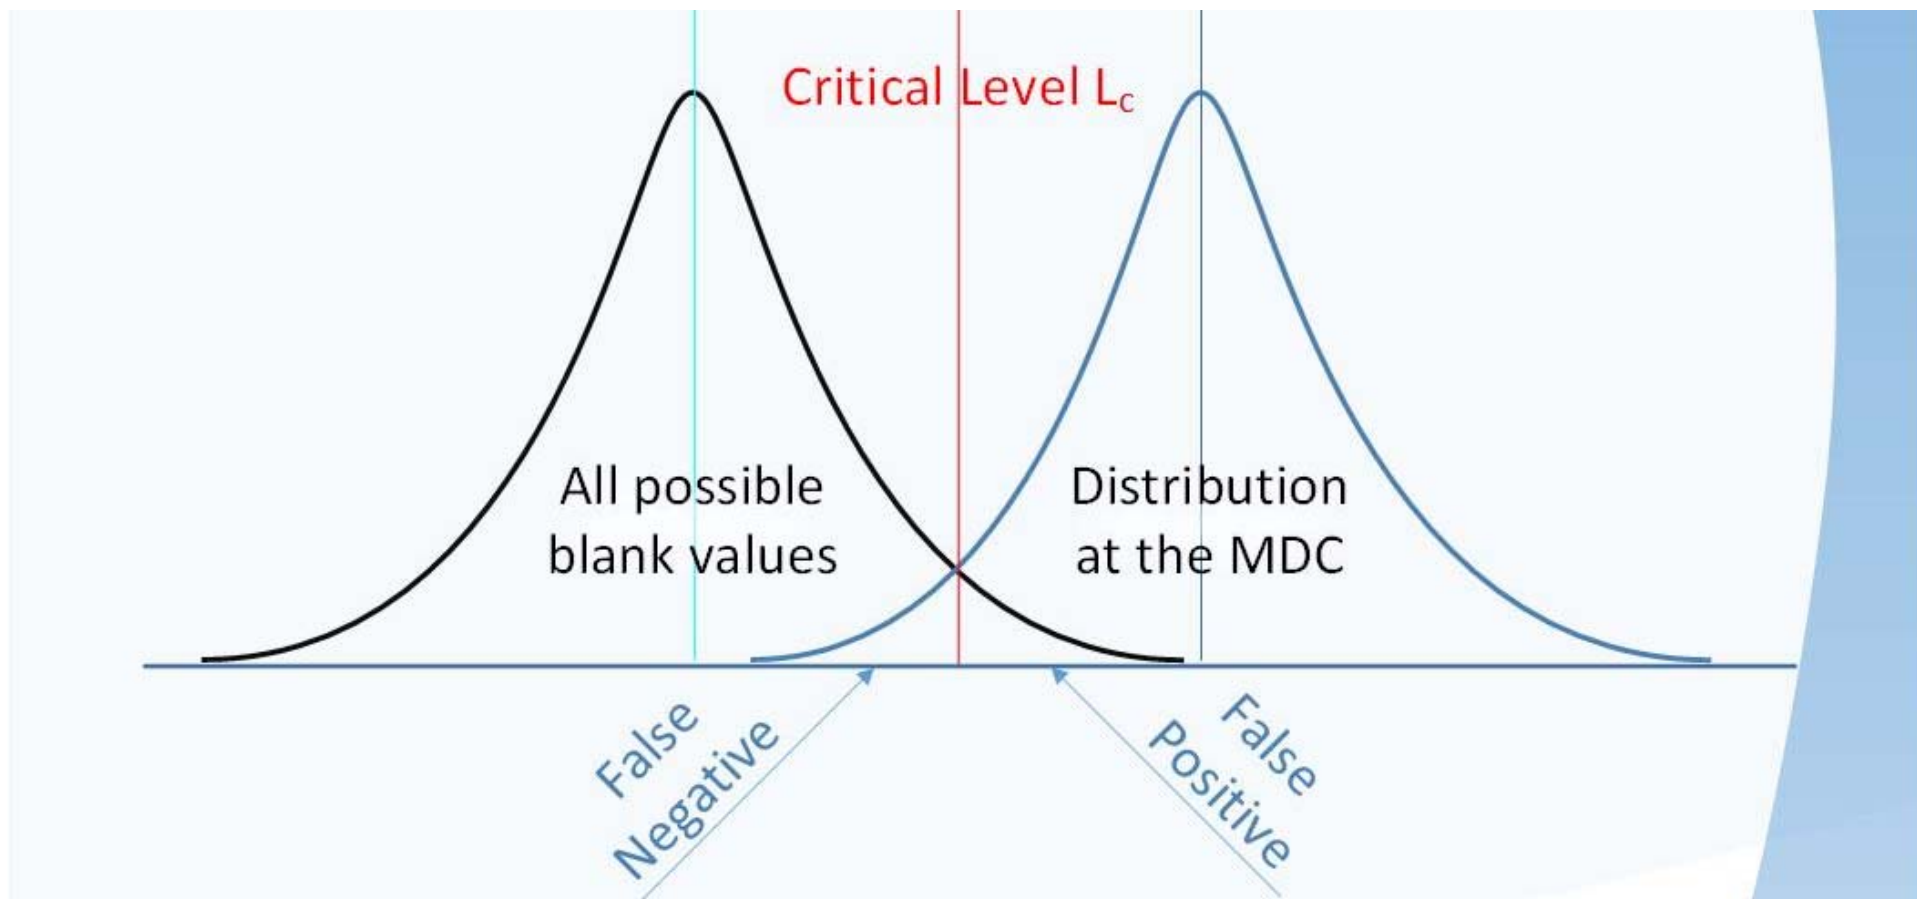 Critical Level Lc
All possible
blank values
Distribution
at the MDC
False
Negative
False
Positive